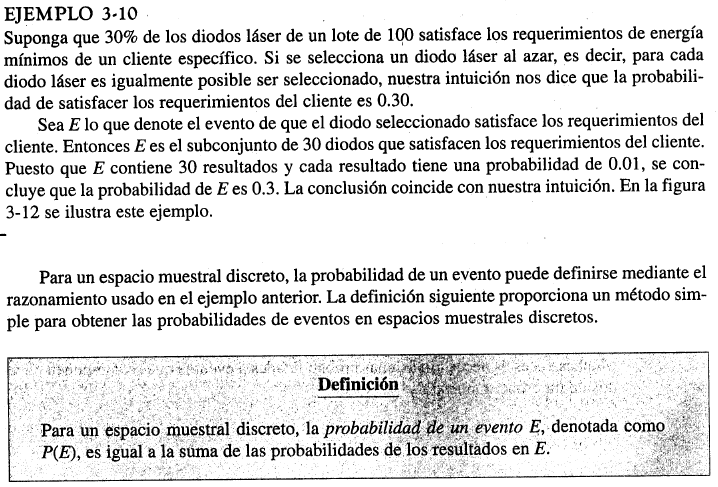 EJEMPLO 3-10
Suponga que 30% de los diodos láser de un lote de 100 satisface los requerimientos de energía
mínimos de un cliente específico. Si se selecciona un diodo láser al azar, es decir, para cada
diodo láser es igualmente posible ser seleccionado, nuestra intuición nos dice que la probabili-
dad de satisfacer los requerimientos del cliente es 0.30.
Sea E lo que denote el evento de que el diodo seleccionado satisface los requerimientos del
cliente. Entonces E es el subconjunto de 30 diodos que satisfacen los requerimientos del cliente.
Puesto que E contiene 30 resultados y cada resultado tiene una probabilidad de 0.01, se con-
cluye que la probabilidad de E es 0.3. La conclusión coincide con nuestra intuición. En la figura
3-12 se ilustra este ejemplo.
Para un espacio muestral discreto, la probabilidad de un evento puede definirse mediante el
razonamiento usado en el ejemplo anterior. La definición siguiente proporciona un método sim-
ple para obtener las probabilidades de eventos en espacios muestrales discretos.
Definición
Para un espacio muestral discreto, la probabilidad de un evento E, denotada como
P(E), es igual a la suma de las probabilidades de los resultados en E.